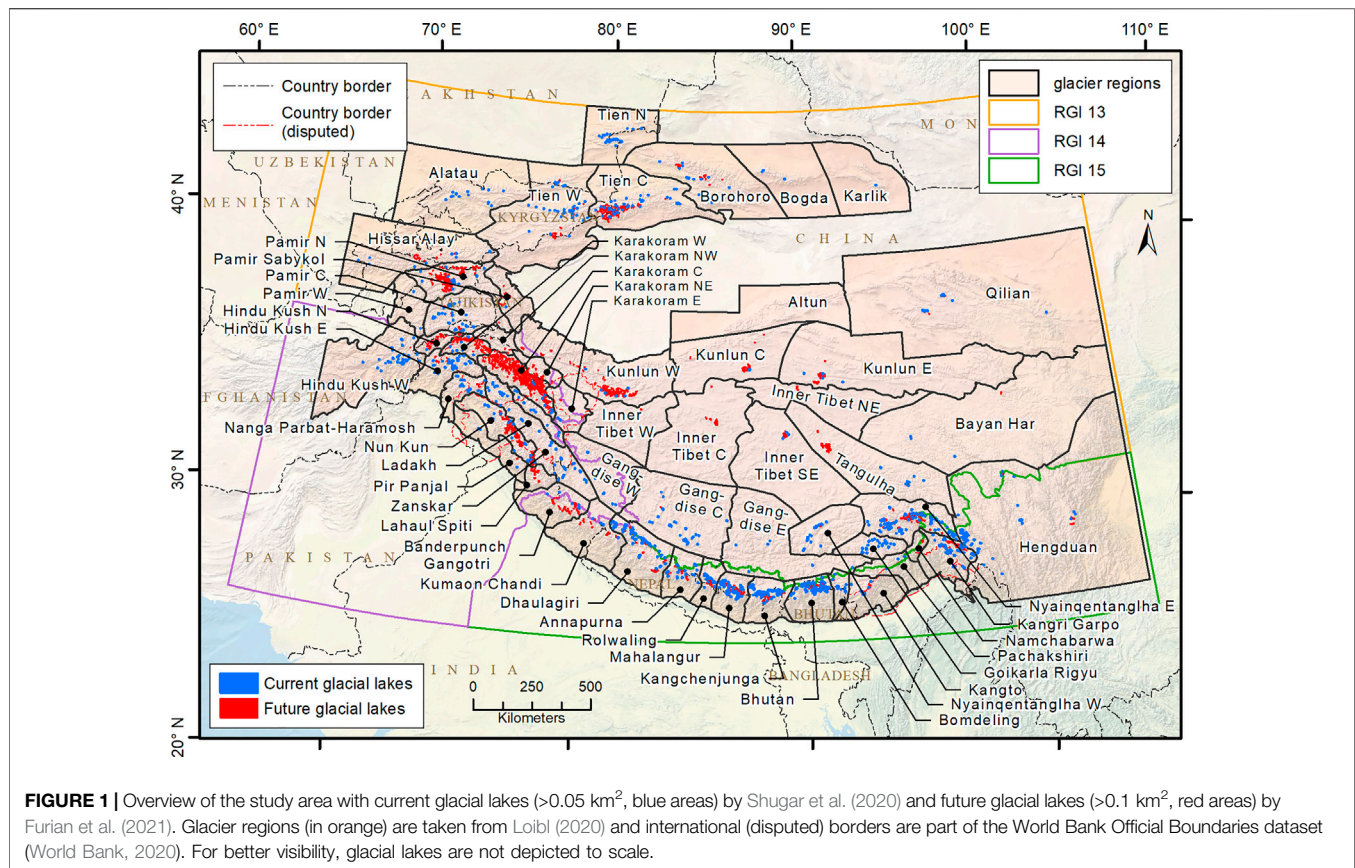 60° E
70° E
80° E
90° E
100° E
110° E
Country border
Country border
(disputed)
AKHSTAN
UZBEKISTAN
MENISTAN
40° N
30° N
20° N
glacier regions
RGI 13
RGI 14
RGI 15
MON
N
Tien N
Alatau
Tien W
Tien C
KYRGYZSTAN
Borohoro
Bogda
Karlik
CHINA
Hissar Alay
Pamir N
Pamir Sabykol
Pamir C
Pamir W
Hindu Kush N
Hindu Kush E
TAJIKISTAN
Karakoram W
Karakoram NW
Karakoram C
Karakoram NE
Karakoram E
Altun
Qilian
Kunlun W
Kunlun C
Kunlun E
Hindu Kush W
FGHANISTAN
Nanga Parbat-Haramosh
Nun Kun
Ladakh
Pir Panjal
Zanskar
Lahaul Spiti
Banderpunch
Gangotri
Kumaon Chandi
Dhaulagiri
Annapurna
Rolwaling
Mahalangur
Kangchenjunga
Bhutan
Inner
Tibet W
Inner
Tibet C
Inner Tibet NE
Inner
Tibet SE
Bayan Har
Tangulha
Gang-
dise W
Gang-
dise C
Gang-
dise E
Hengduan
PAKISTAN
NEPAL
BHUTAN
BANGLADESH
INDIA
Nyainqentanglha E
Kangri Garpo
Namchabarwa
Pachakshiri
Goikarla Rigyu
Kangto
Nyainqentanglha W
Bomdeling
Current glacial lakes
Future glacial lakes
0 250 500
Kilometers
FIGURE 1 | Overview of the study area with current glacial lakes (>0.05 km², blue areas) by Shugar et al. (2020) and future glacial lakes (>0.1 km², red areas) by
Furian et al. (2021). Glacier regions (in orange) are taken from Loibl (2020) and international (disputed) borders are part of the World Bank Official Boundaries dataset
(World Bank, 2020). For better visibility, glacial lakes are not depicted to scale.